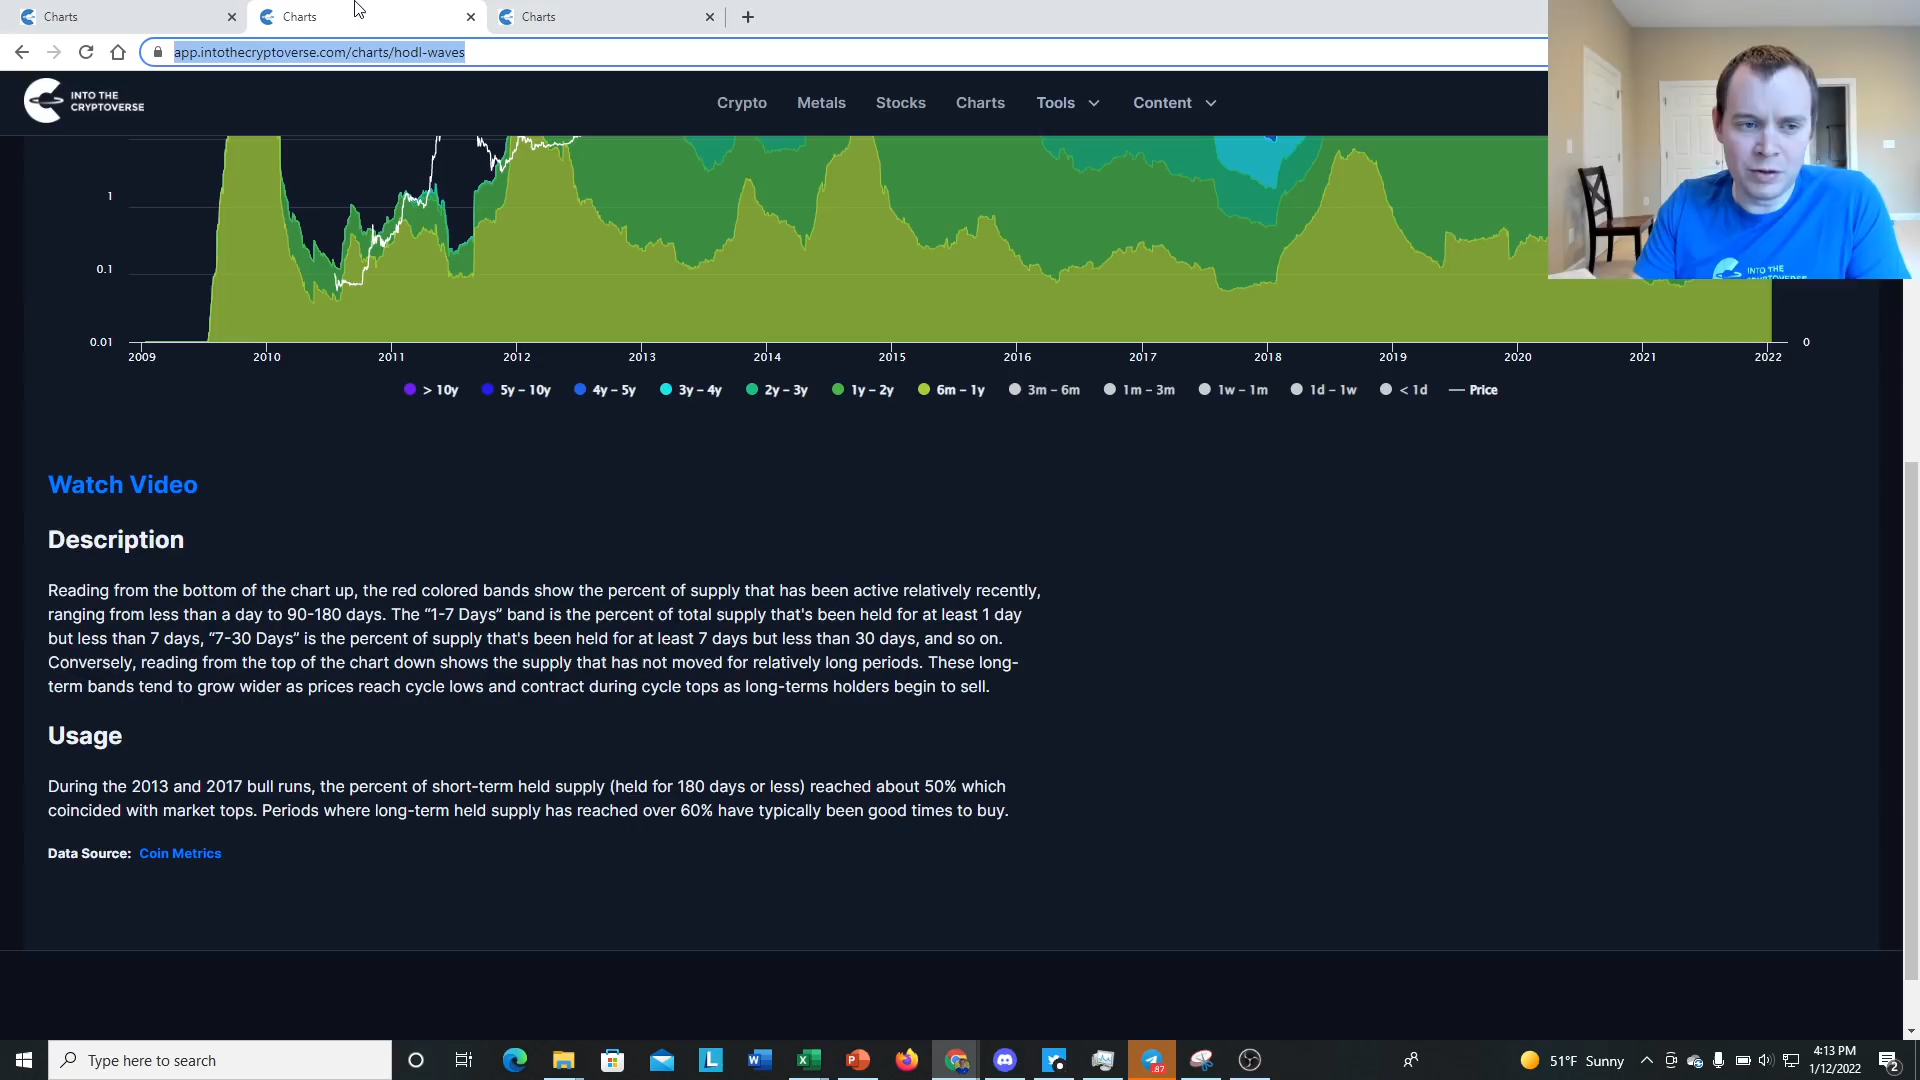 Charts
Charts
Charts
app.intothecryptoverse.com/charts/hodl-waves
INTO THE
CRYPTOVERSE
Crypto
Metals
Stocks
Charts
Tools
Content
INTO THE
CRYPTOVERSE
1
0.1
0.01
0
2009
2010
2011
2012
2013
2014
2015
2016
2017
2018
2019
2020
2021
2022
> 10y
5y – 10y
4y – 5y
3y – 4y
2y – 3y
1y – 2y
6m – 1y
3m – 6m
1m – 3m
1w – 1m
1d – 1w
< 1d
Price
Watch Video
Description
Reading from the bottom of the chart up, the red colored bands show the percent of supply that has been active relatively recently,
ranging from less than a day to 90-180 days. The “1-7 Days” band is the percent of total supply that's been held for at least 1 day
but less than 7 days, “7-30 Days” is the percent of supply that's been held for at least 7 days but less than 30 days, and so on.
Conversely, reading from the top of the chart down shows the supply that has not moved for relatively long periods. These long-
term bands tend to grow wider as prices reach cycle lows and contract during cycle tops as long-terms holders begin to sell.
Usage
During the 2013 and 2017 bull runs, the percent of short-term held supply (held for 180 days or less) reached about 50% which
coincided with market tops. Periods where long-term held supply has reached over 60% have typically been good times to buy.
Data Source: Coin Metrics
Type here to search
L
W
X
P
.87
51°F Sunny
4:13 PM
1/12/2022
2